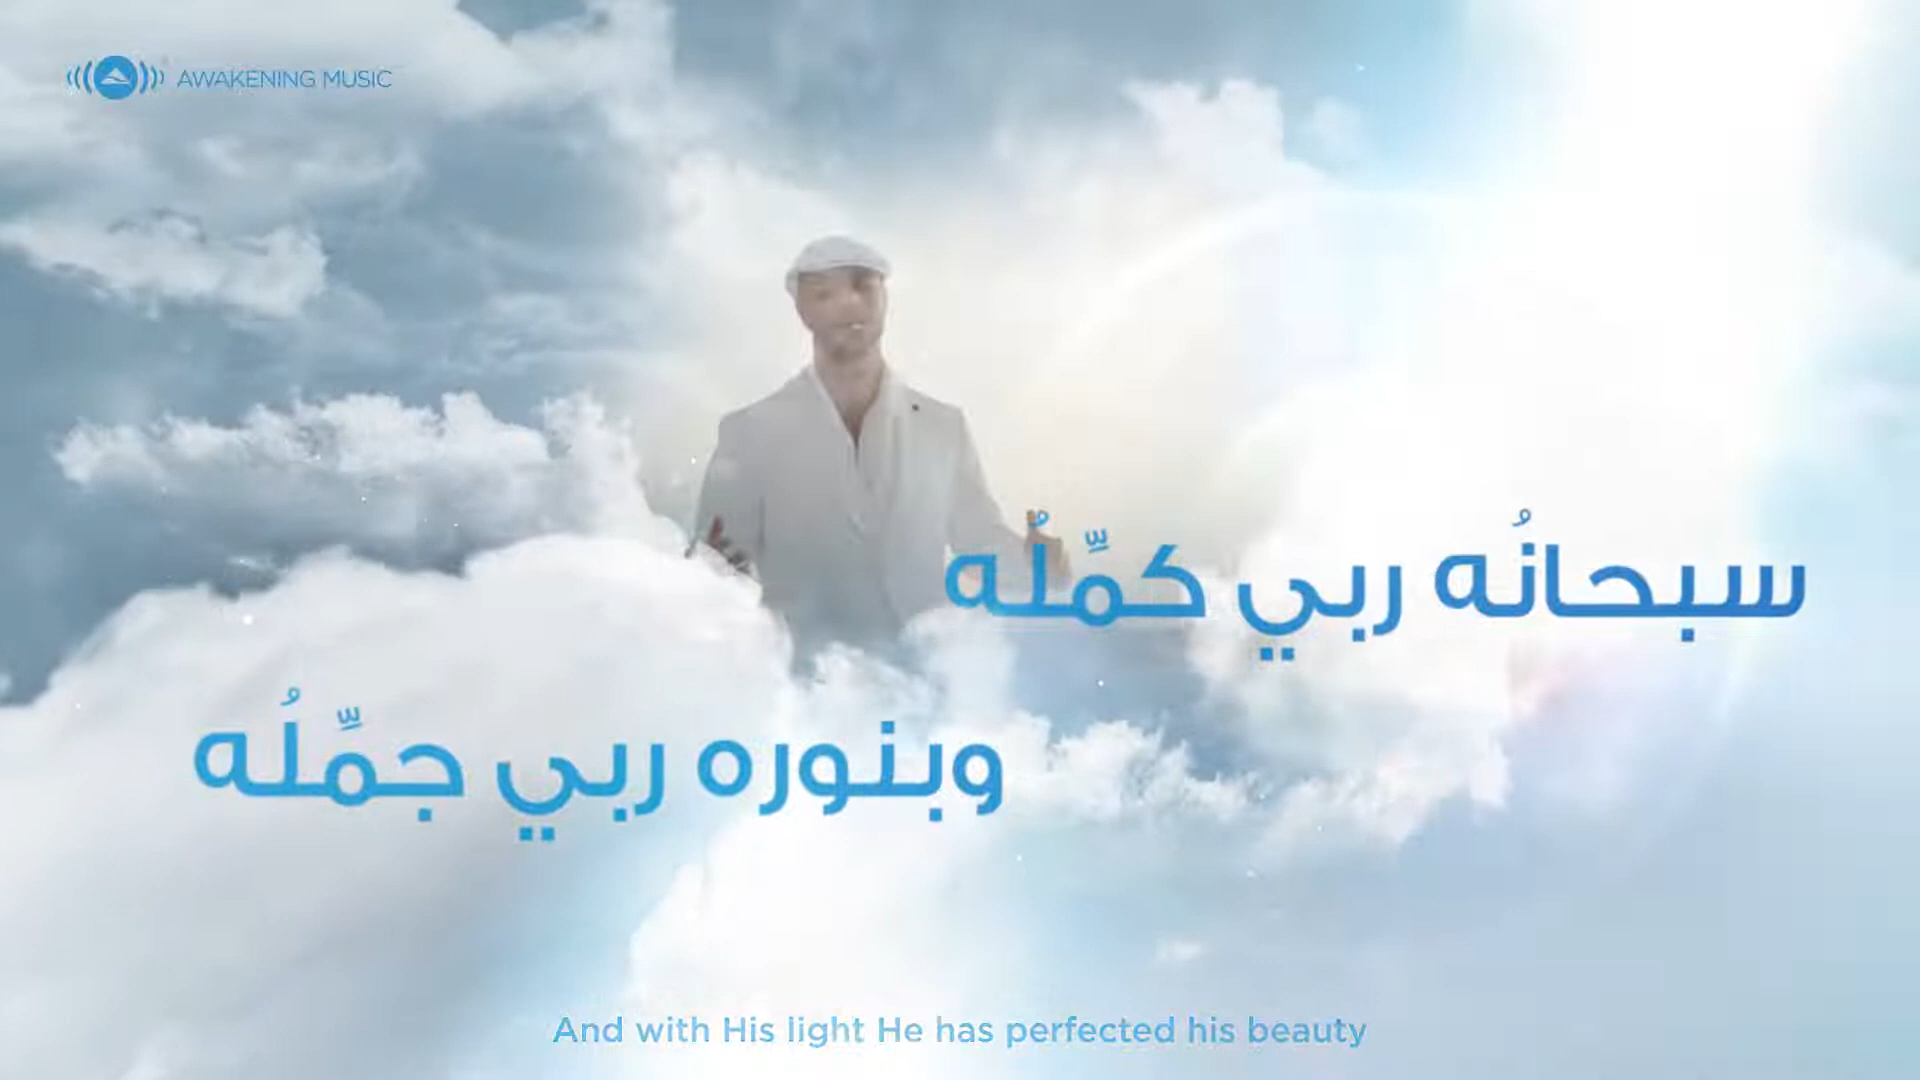 AWAKENING MUSIC
سبحانُه ربي كمِّلُه
وبنوره ربي جمِّلُه
And with His light He has perfected his beauty